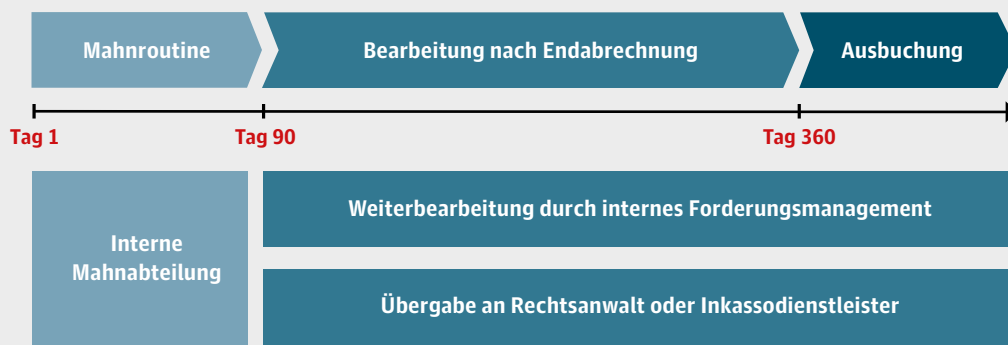 Mahnroutine
Bearbeitung nach Endabrechnung
Ausbuchung
Tag 1
Tag 90
Tag 360
Interne
Mahnabteilung
Weiterbearbeitung durch internes Forderungsmanagement
Übergabe an Rechtsanwalt oder Inkassodienstleister